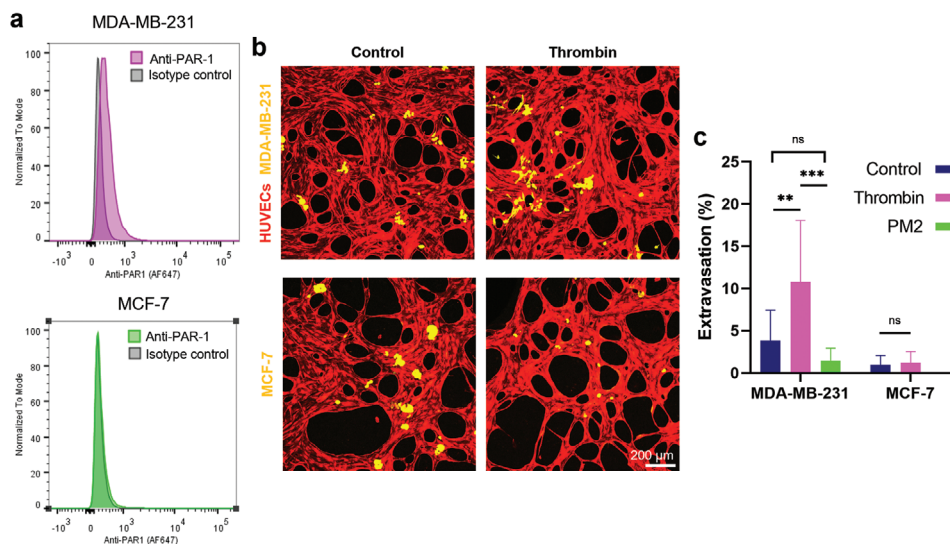 a
MDA-MB-231
100
80
60
40
20
0
Normalized To Mode
Anti-PAR-1
Isotype control
-10³ 0 10³ 10⁴ 10⁵
Anti-PAR1 (AF647)
MCF-7
100
80
60
40
20
0
Normalized To Mode
Anti-PAR-1
Isotype control
-10³ 0 10³ 10⁴ 10⁵
Anti-PAR1 (AF647)
b
Control Thrombin
HUVECs MDA-MB-231
MCF-7
200 µm
c
ns
** ***
ns
25
20
15
10
5
0
Extravasation (%)
MDA-MB-231 MCF-7
Control
Thrombin
PM2